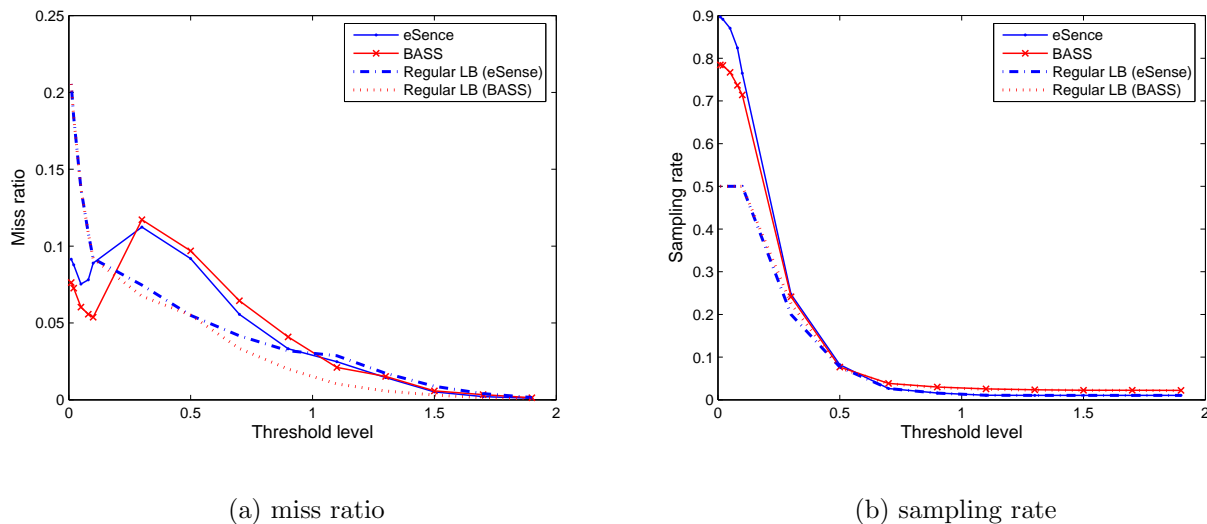 0.25
0.2
0.15
0.1
0.05
0
0 0.5 1 1.5 2
Miss ratio
Threshold level
eSence
BASS
Regular LB (eSense)
Regular LB (BASS)
(a) miss ratio
0.9
0.8
0.7
0.6
0.5
0.4
0.3
0.2
0.1
0
0 0.5 1 1.5 2
Sampling rate
Threshold level
eSence
BASS
Regular LB (eSense)
Regular LB (BASS)
(b) sampling rate